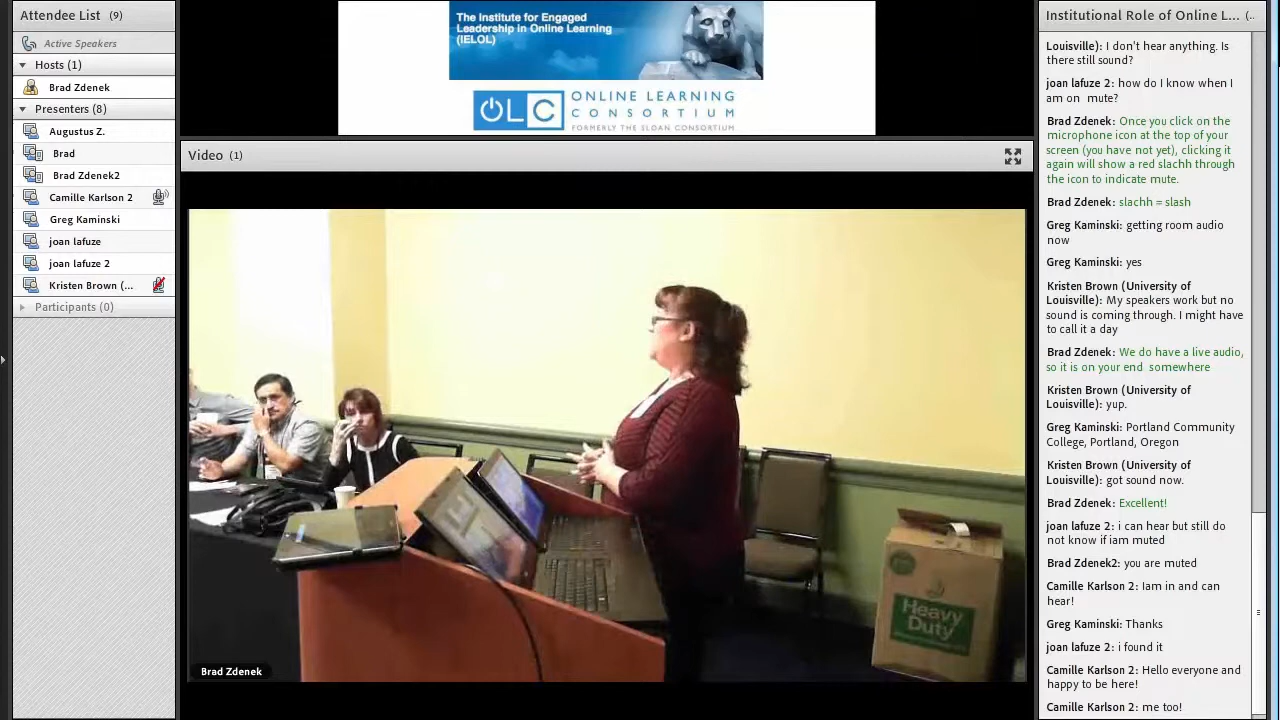 Attendee List (9)
Active Speakers
Hosts (1)
Brad Zdenek
Presenters (8)
Augustus Z.
Brad
Brad Zdenek2
Camille Karlson 2
Greg Kaminski
joan lafuze
joan lafuze 2
Kristen Brown (...
Participants (0)
The Institute for Engaged
Leadership in Online Learning
(IELOL)
OLC
ONLINE LEARNING
CONSORTIUM
FORMERLY THE SLOAN CONSORTIUM
Video (1)
Heavy
Duty
Brad Zdenek
Institutional Role of Online L... (..
Louisville): I don't hear anything. Is
there still sound?
joan lafuze 2: how do I know when I
am on mute?
Brad Zdenek: Once you click on the
microphone icon at the top of your
screen (you have not yet), clicking it
again will show a red slachh through
the icon to indicate mute.
Brad Zdenek: slachh = slash
Greg Kaminski: getting room audio
now
Greg Kaminski: yes
Kristen Brown (University of
Louisville): My speakers work but no
sound is coming through. I might have
to call it a day
Brad Zdenek: We do have a live audio,
so it is on your end somewhere
Kristen Brown (University of
Louisville): yup.
Greg Kaminski: Portland Community
College, Portland, Oregon
Kristen Brown (University of
Louisville): got sound now.
Brad Zdenek: Excellent!
joan lafuze 2: i can hear but still do
not know if iam muted
Brad Zdenek2: you are muted
Camille Karlson 2: Iam in and can
hear!
Greg Kaminski: Thanks
joan lafuze 2: i found it
Camille Karlson 2: Hello everyone and
happy to be here!
Camille Karlson 2: me too!